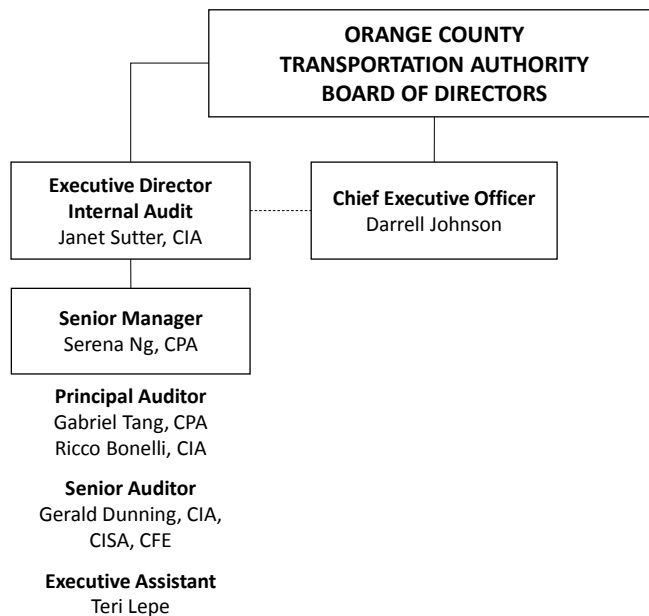 ORANGE COUNTY
TRANSPORTATION AUTHORITY
BOARD OF DIRECTORS
Executive Director
Internal Audit
Janet Sutter, CIA
Chief Executive Officer
Darrell Johnson
Senior Manager
Serena Ng, CPA
Principal Auditor
Gabriel Tang, CPA
Ricco Bonelli, CIA
Senior Auditor
Gerald Dunning, CIA,
CISA, CFE
Executive Assistant
Teri Lepe